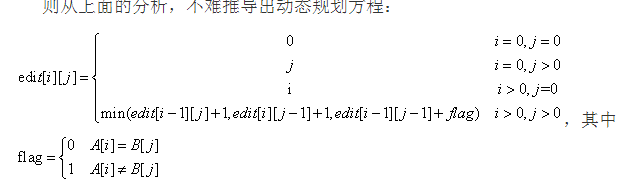 则从上面的分析，不难推导出动态规划方程：
0 i = 0, j = 0
j i = 0, j > 0
edit[i][j]=
i i > 0, j=0
min(edit[i−1][j]+1,edit[i][j−1]+1,edit[i−1][j−1]+ flag) i > 0, j > 0 ，其中
0 A[i] = B[j]
flag =
1 A[i] ≠ B[j]